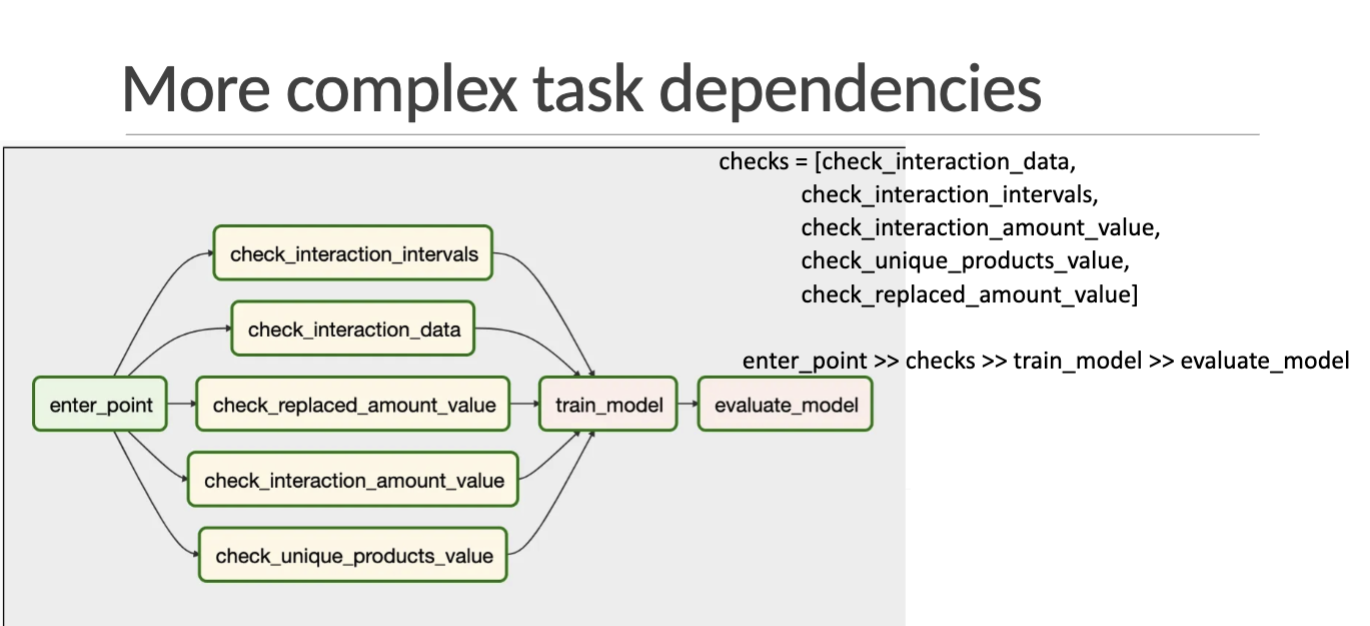 More complex task dependencies
checks = [check_interaction_data,
check_interaction_intervals,
check_interaction_amount_value,
check_unique_products_value,
check_replaced_amount_value]
enter_point >> checks >> train_model >> evaluate_model
check_interaction_intervals
check_interaction_data
enter_point
check_replaced_amount_value
train_model
evaluate_model
check_interaction_amount_value
check_unique_products_value